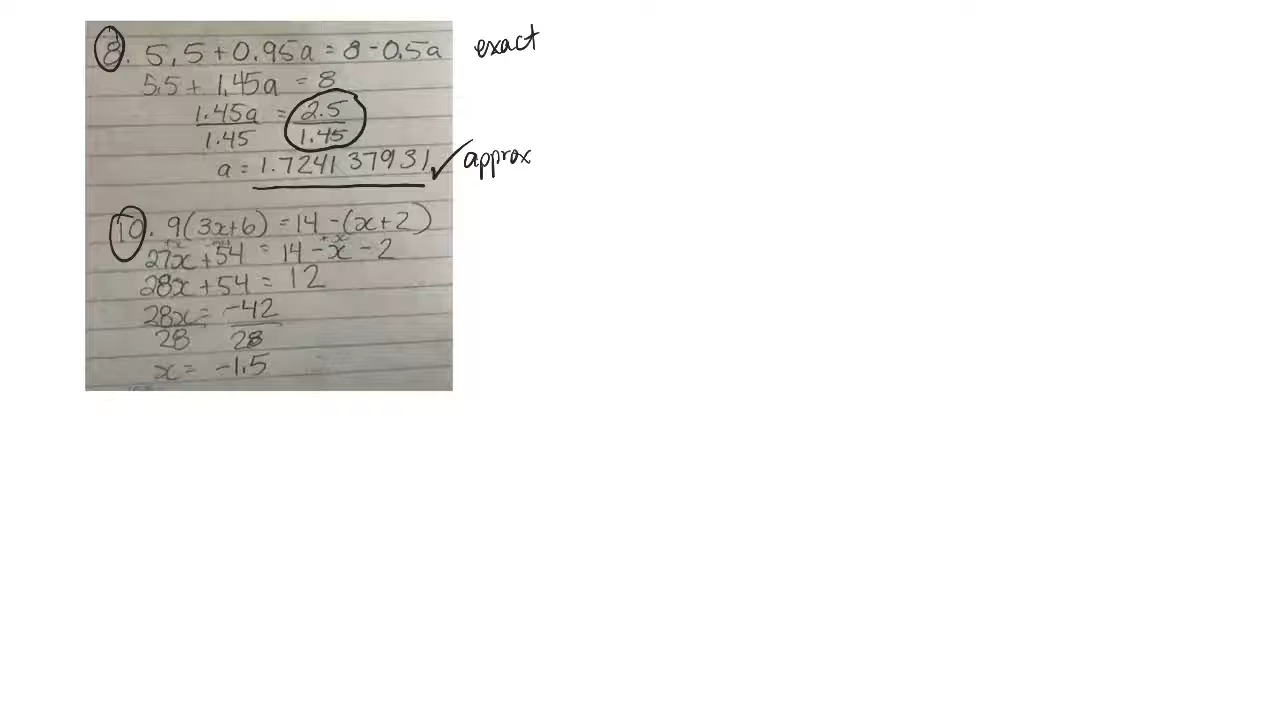 8. 5.5 + 0.95a = 8 - 0.5a exact
5.5 + 1.45a = 8
1.45a = 2.5
1.45 1.45
a = 1.724137931 ✓ approx
10. 9(3x+6) = 14 - (x+2)
+x +x
27x + 54 = 14 - x - 2
28x + 54 = 12
28x = -42
28 28
x = -1.5